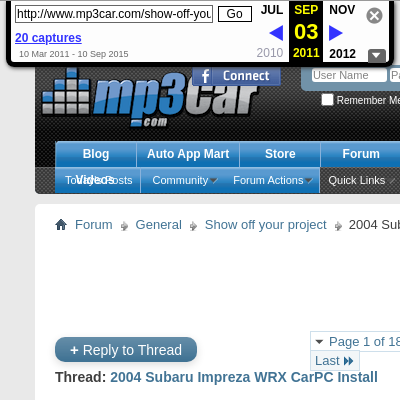 http://www.mp3car.com/show-off-you Go JUL SEP NOV
20 captures 03
10 Mar 2011 - 10 Sep 2015 2010 2011 2012
mp3Car .com
f Connect
User Name
Remember Me
Blog Auto App Mart Store Forum
Videos
Today's Posts Community Forum Actions Quick Links
Forum General Show off your project 2004 Sub
Page 1 of 18
Last
+ Reply to Thread
Thread: 2004 Subaru Impreza WRX CarPC Install